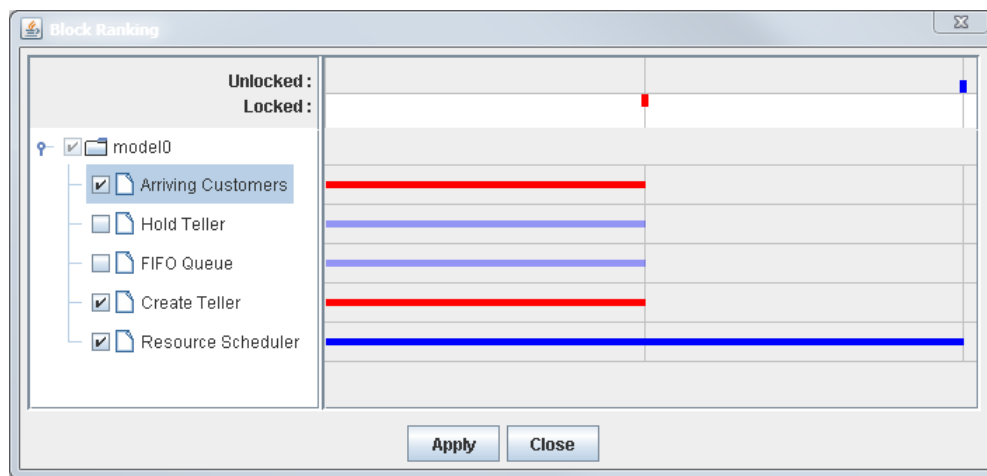 Block Ranking
Unlocked :
Locked :
model0
Arriving Customers
Hold Teller
FIFO Queue
Create Teller
Resource Scheduler
Apply Close